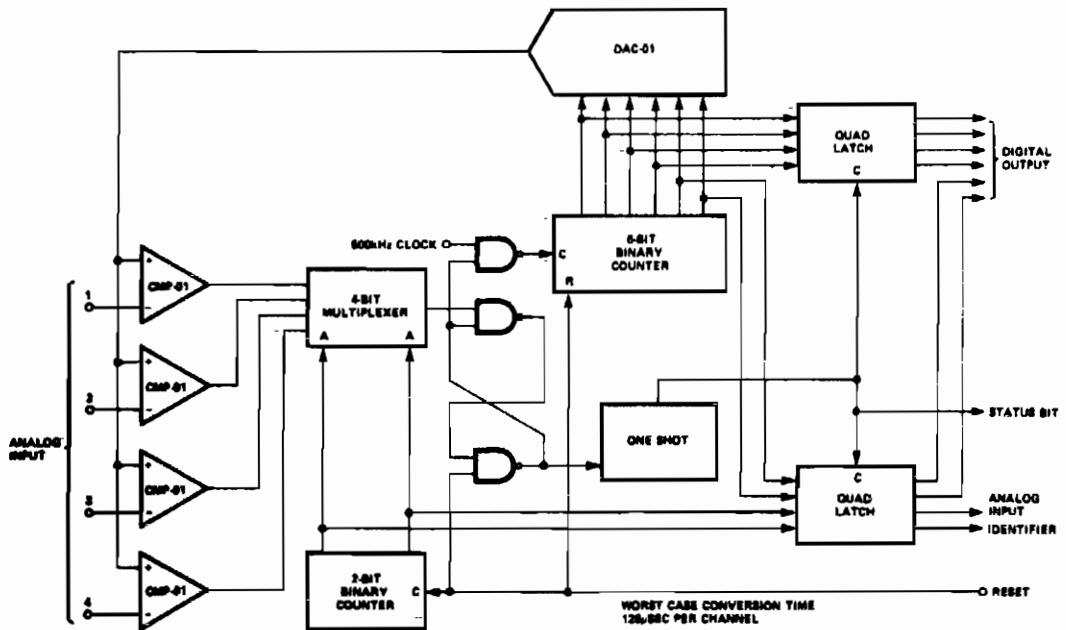 DAC-01
QUAD
LATCH
C
DIGITAL
OUTPUT
500kHz CLOCK
6-BIT
BINARY
COUNTER
C
R
4-BIT
MULTIPLEXER
A
A
1
CMP-01
2
CMP-01
ANALOG
INPUT
3
CMP-01
4
CMP-01
ONE SHOT
STATUS BIT
C
QUAD
LATCH
ANALOG
INPUT
IDENTIFIER
2-BIT
BINARY
COUNTER
C
RESET
WORST CASE CONVERSION TIME
128μSEC PER CHANNEL